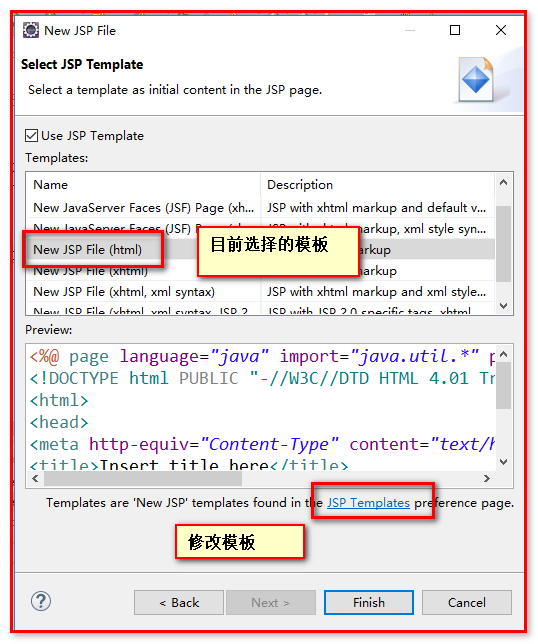 New JSP File
Select JSP Template
Select a template as initial content in the JSP page.
Use JSP Template
Templates:
Name Description
New JavaServer Faces (JSF) Page (xh... JSP with xhtml markup and default v...
New JavaServer Faces (JSF) Page (xh... JSP with xhtml markup, xml style syn...
New JSP File (html) 目前选择的模板 markup
New JSP File (xhtml) markup
New JSP File (xhtml, xml syntax) JSP with xhtml markup and xml style...
New JSP File (xhtml, xml syntax, JSP 2... JSP with JSP 2.0 specific tags, xhtml
Preview:
<%@ page language="java" import="java.util.*" p
<!DOCTYPE html PUBLIC "-//W3C//DTD HTML 4.01 Tr
<html>
<head>
<meta http-equiv="Content-Type" content="text/h
<title>Insert title here</title>
Templates are 'New JSP' templates found in the JSP Templates preference page.
修改模板
< Back Next > Finish Cancel